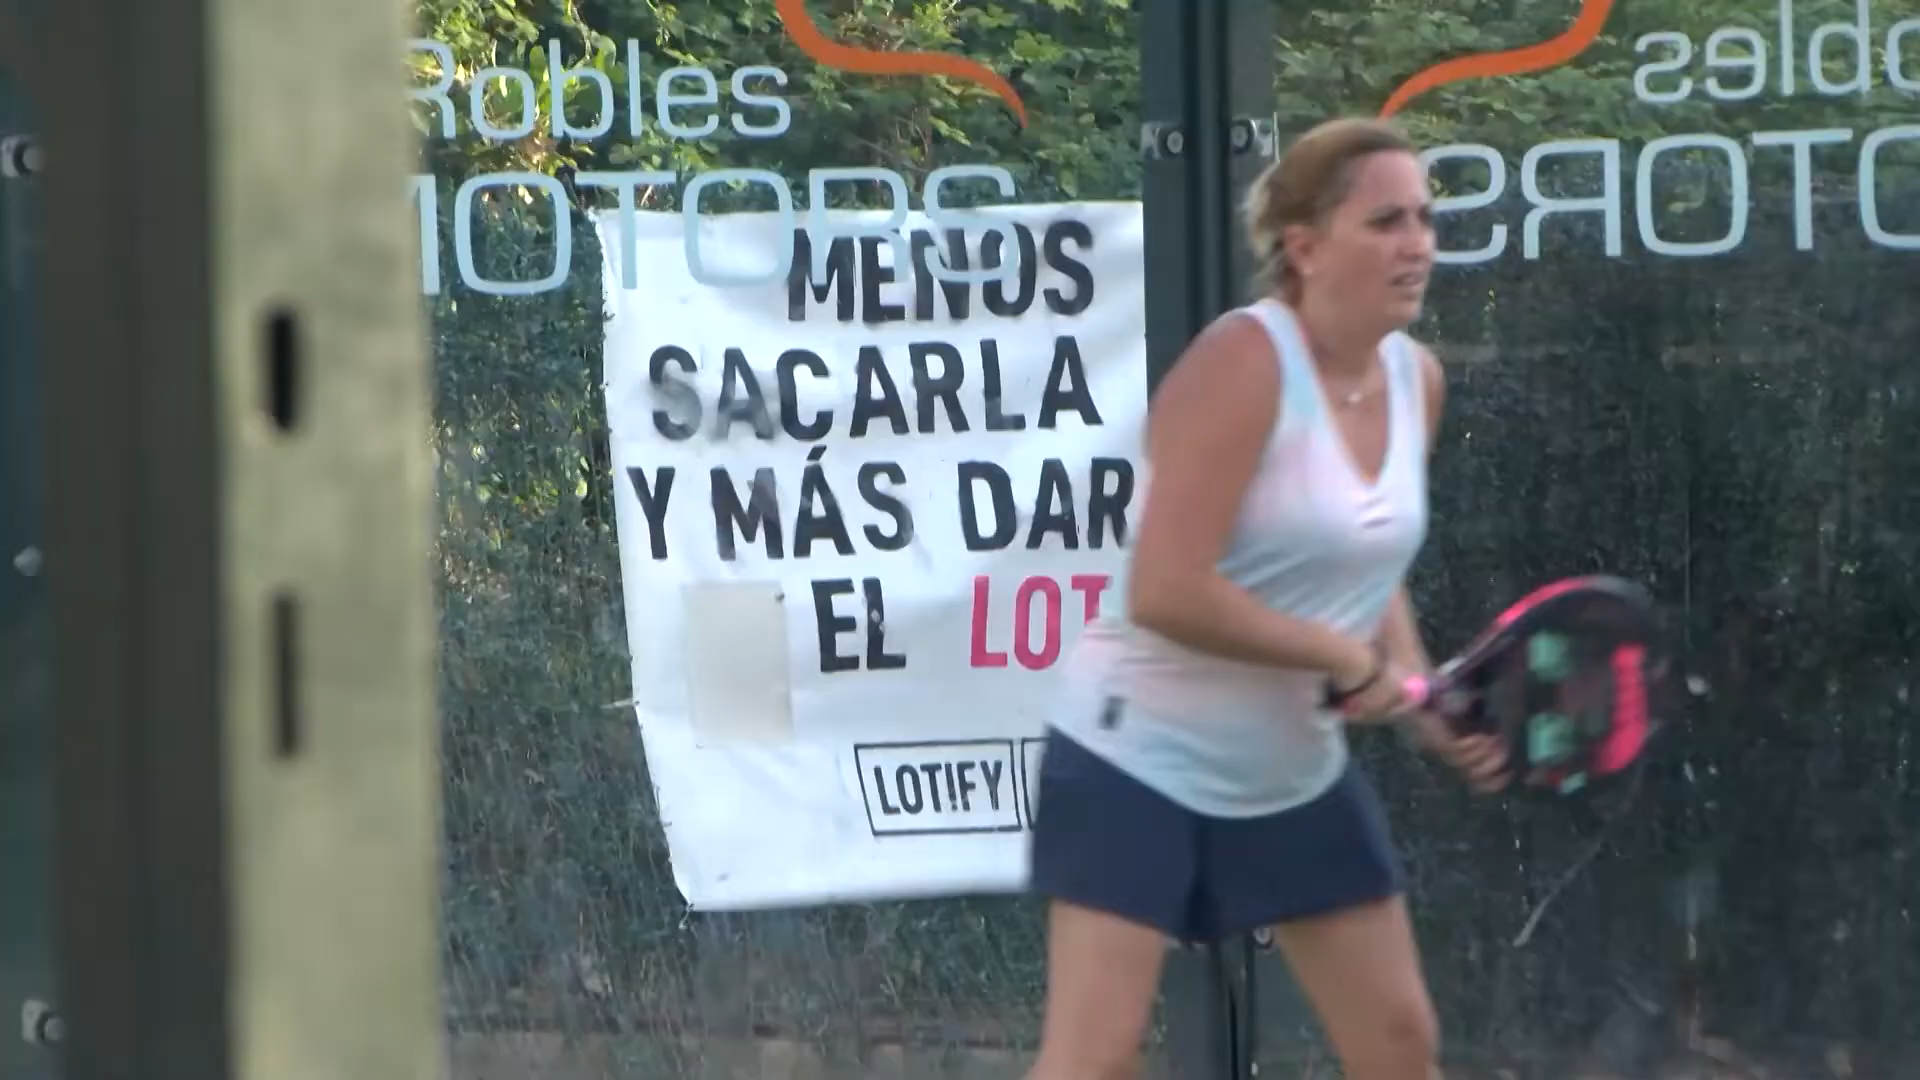 Robles
MOTORS
MENOS
SACARLA
Y MÁS DAR
EL LOT
LOT!FY
obles
OTORS